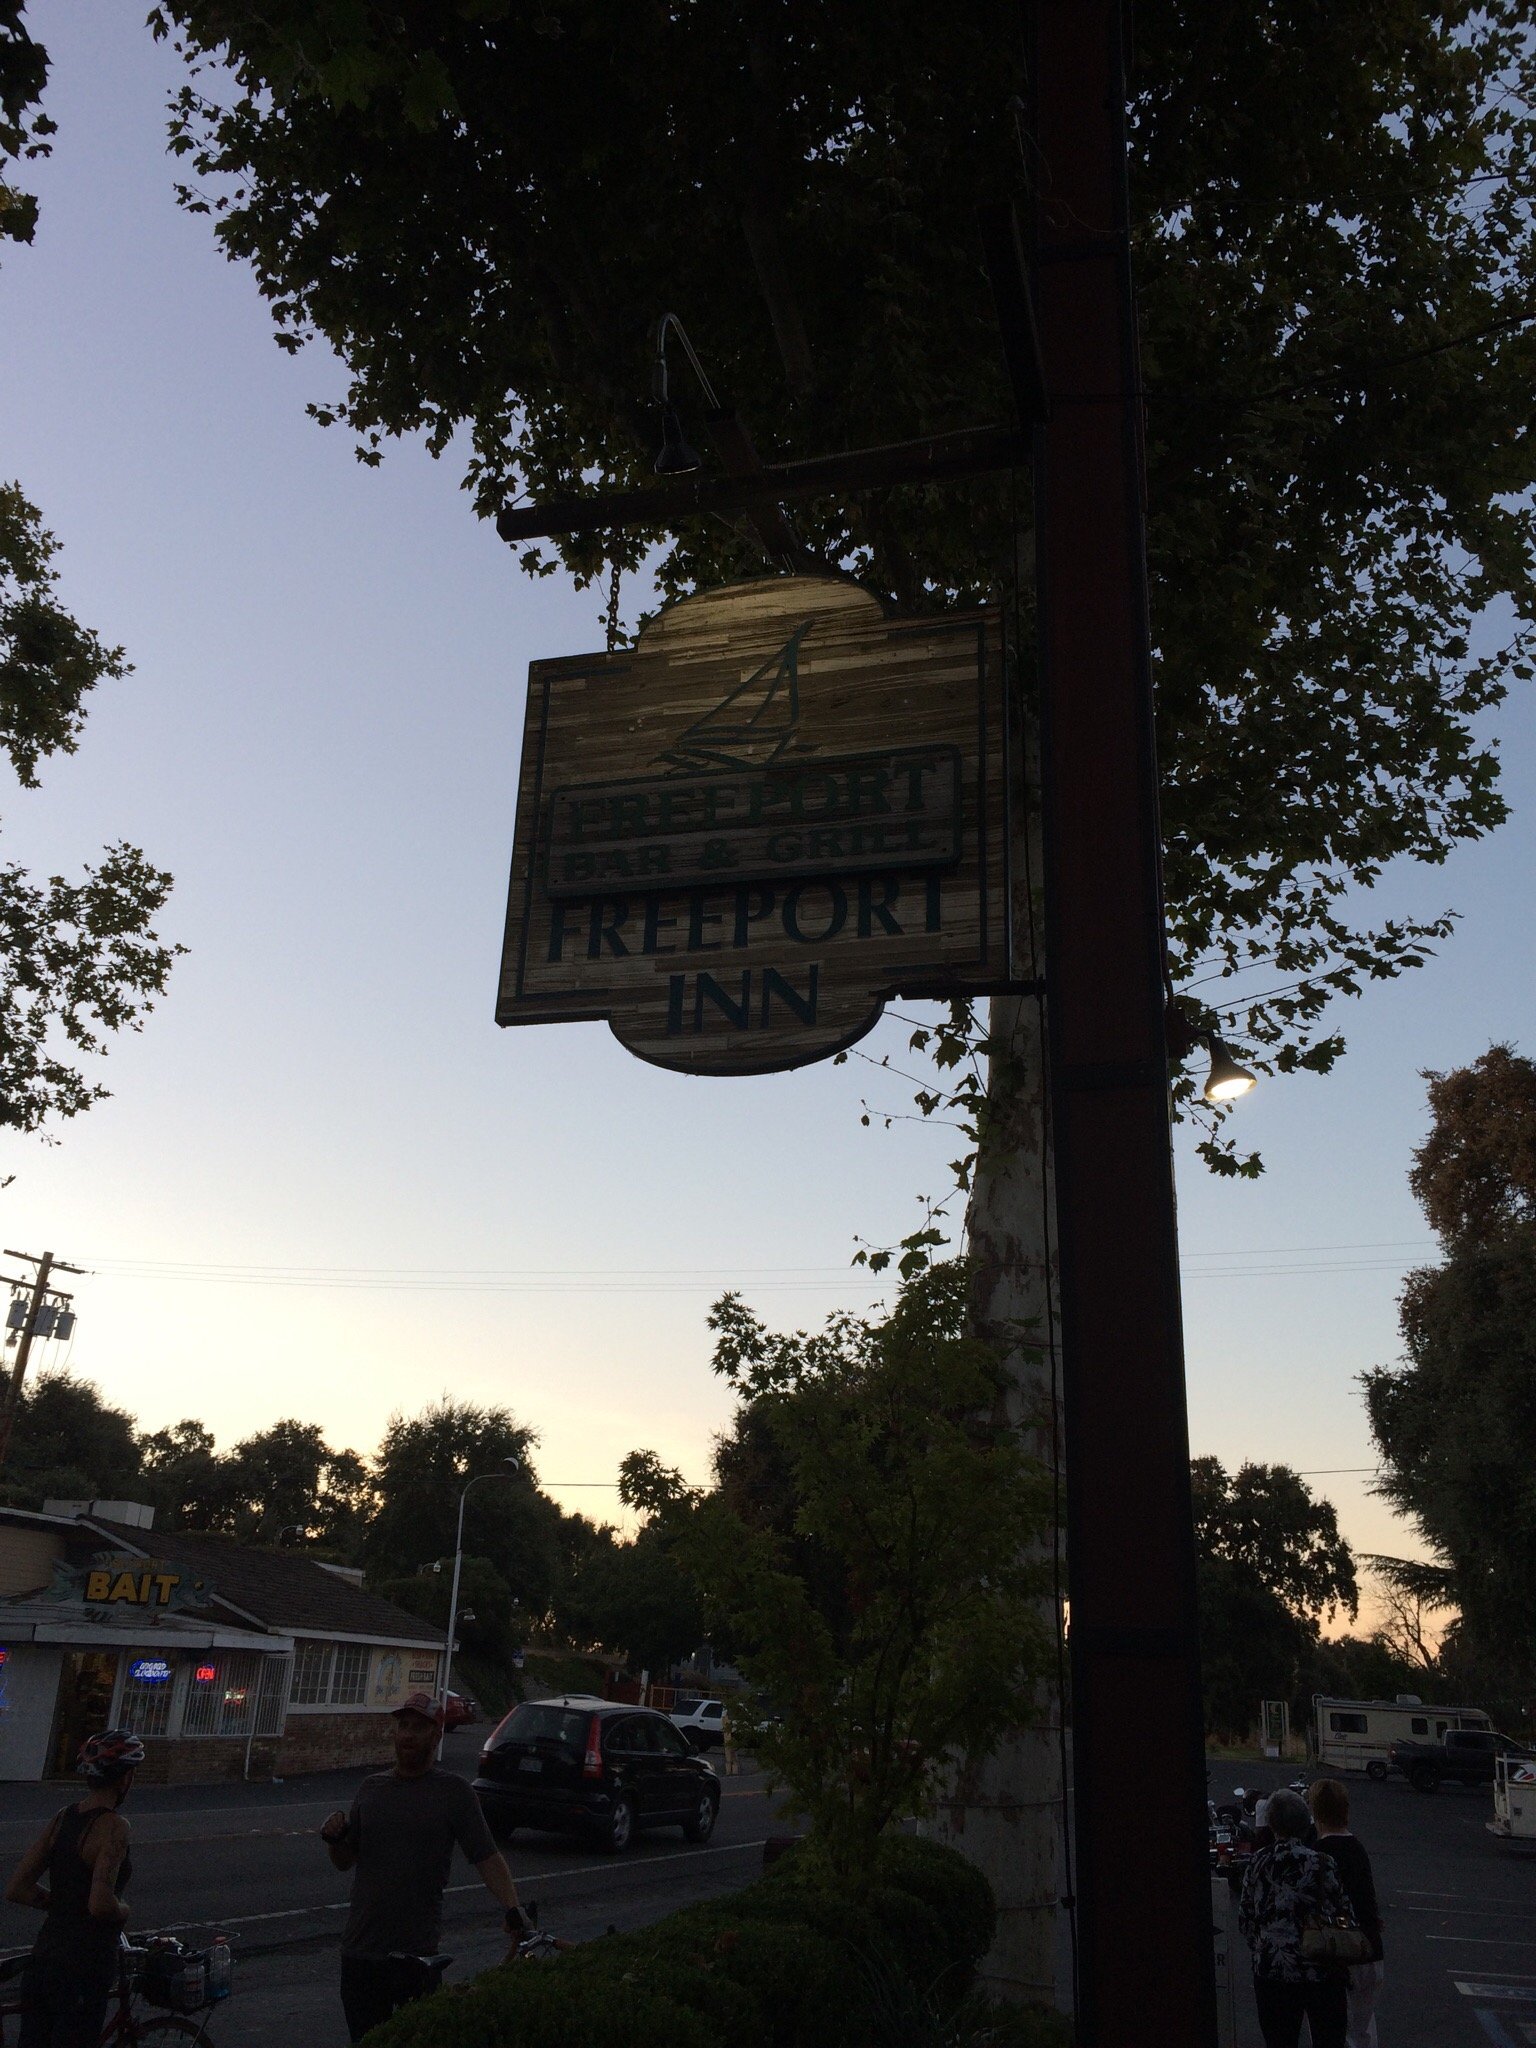 FREEPORT
BAR & GRILL
FREEPORT
INN
BAIT
OPEN